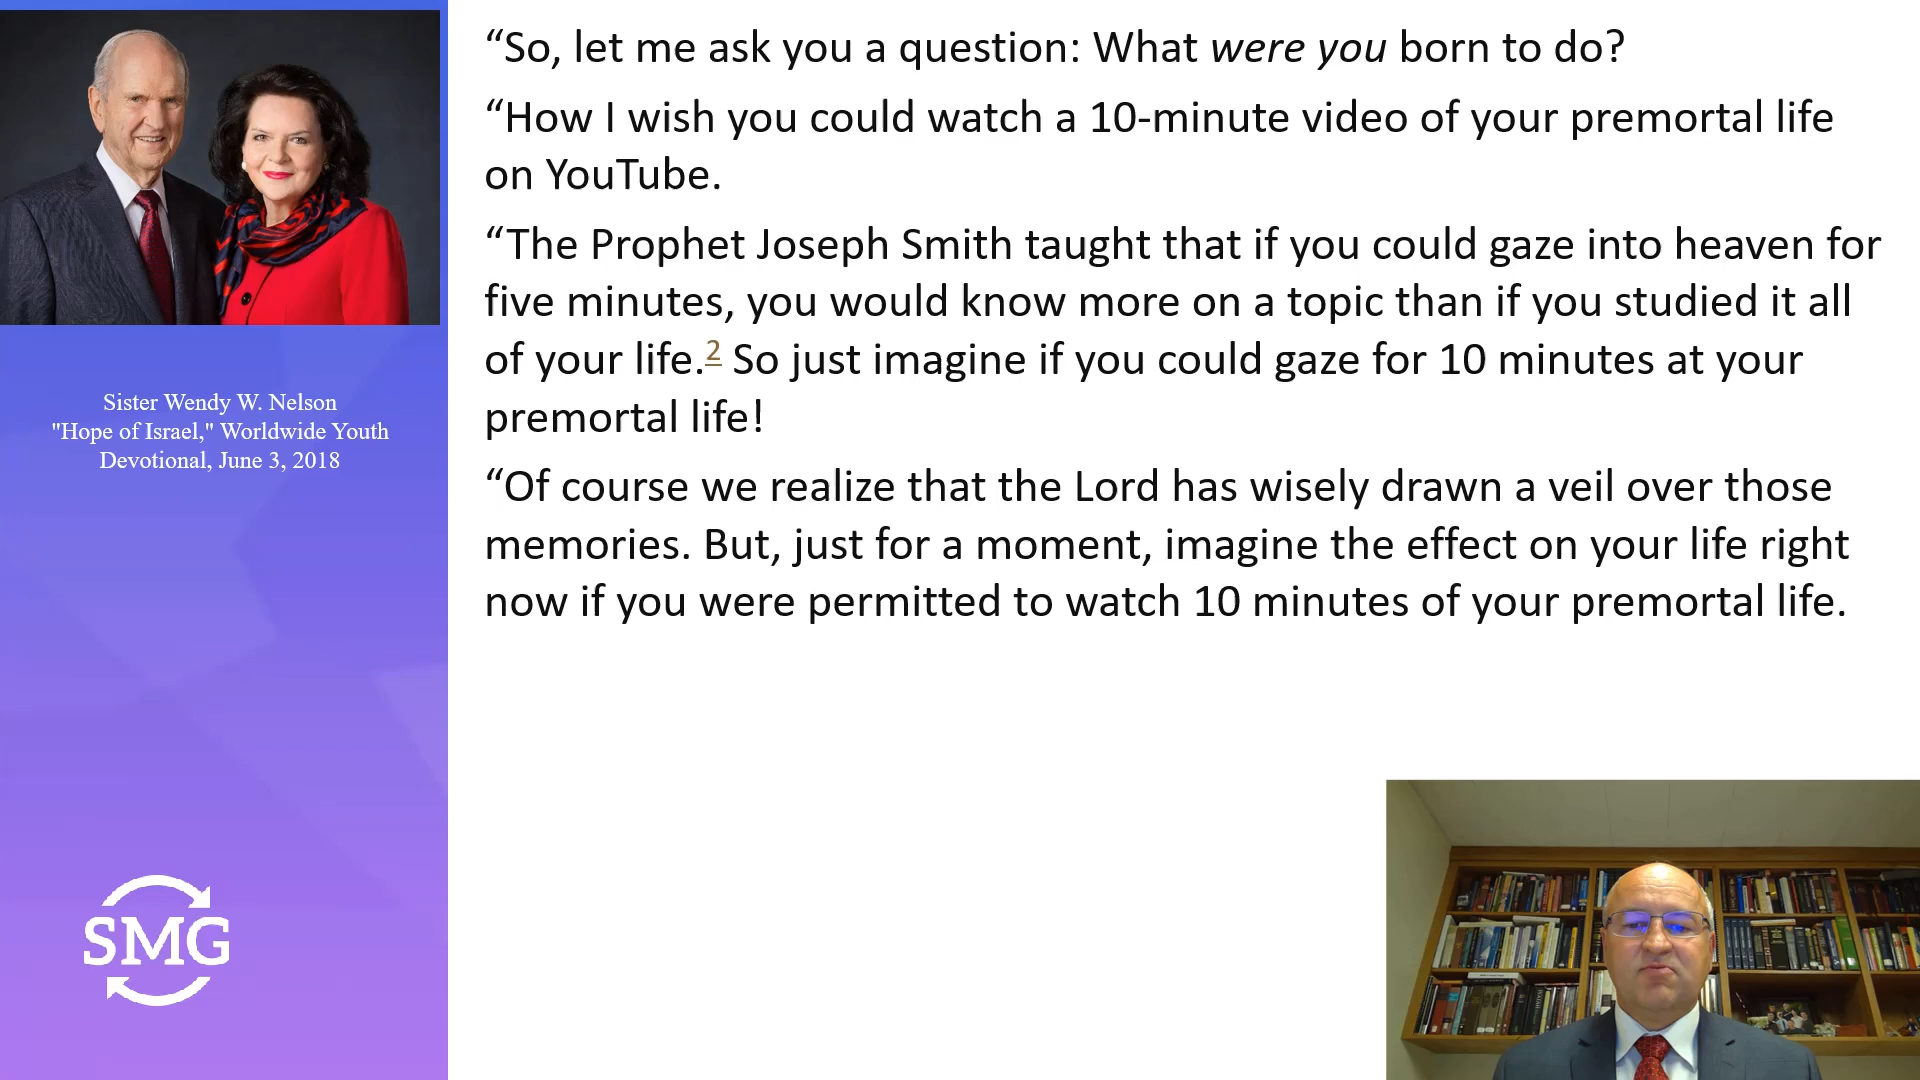 “So, let me ask you a question: What were you born to do?
“How I wish you could watch a 10-minute video of your premortal life
on YouTube.
“The Prophet Joseph Smith taught that if you could gaze into heaven for
five minutes, you would know more on a topic than if you studied it all
of your life.2 So just imagine if you could gaze for 10 minutes at your
premortal life!
“Of course we realize that the Lord has wisely drawn a veil over those
memories. But, just for a moment, imagine the effect on your life right
now if you were permitted to watch 10 minutes of your premortal life.
Sister Wendy W. Nelson
"Hope of Israel," Worldwide Youth
Devotional, June 3, 2018
SMG